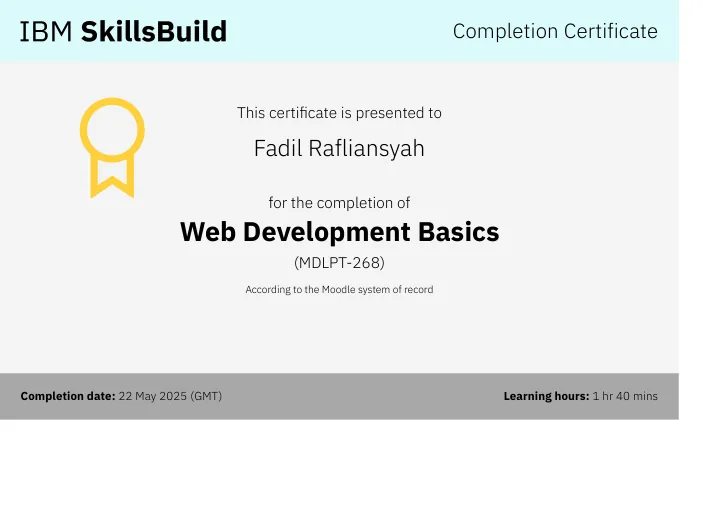 IBM SkillsBuild
Completion Certificate
This certificate is presented to
Fadil Rafliansyah
for the completion of
Web Development Basics
(MDLPT-268)
According to the Moodle system of record
Completion date: 22 May 2025 (GMT)
Learning hours: 1 hr 40 mins